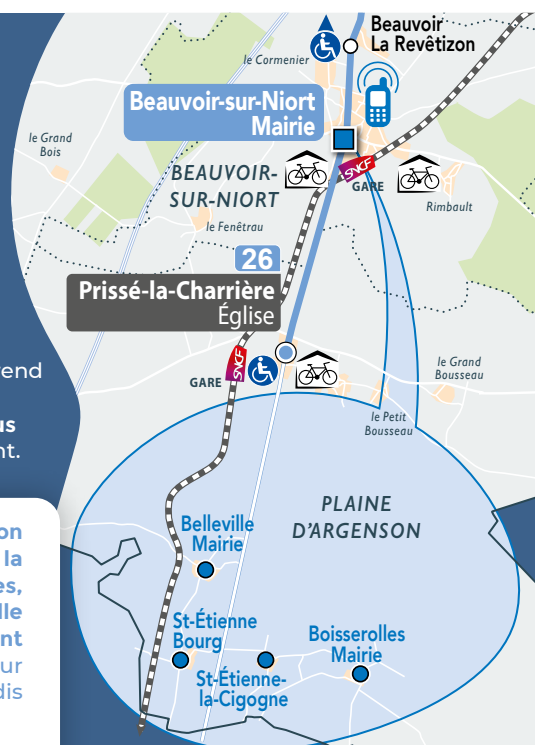 Beauvoir
La Revêtizon
le Cormenier
Beauvoir-sur-Niort
Mairie
le Grand
Bois
BEAUVOIR-
SUR-NIORT
SNCF
GARE
Rimbault
le Fenêtrau
26
Prissé-la-Charrière
Église
SNCF
GARE
le Grand
Bousseau
le Petit
Bousseau
end
us
nt.
PLAINE
D'ARGENSON
Belleville
Mairie
St-Étienne
Bourg
St-Étienne-
la-Cigogne
Boisserolles
Mairie
on
la
es,
lle
nt
ur
dis